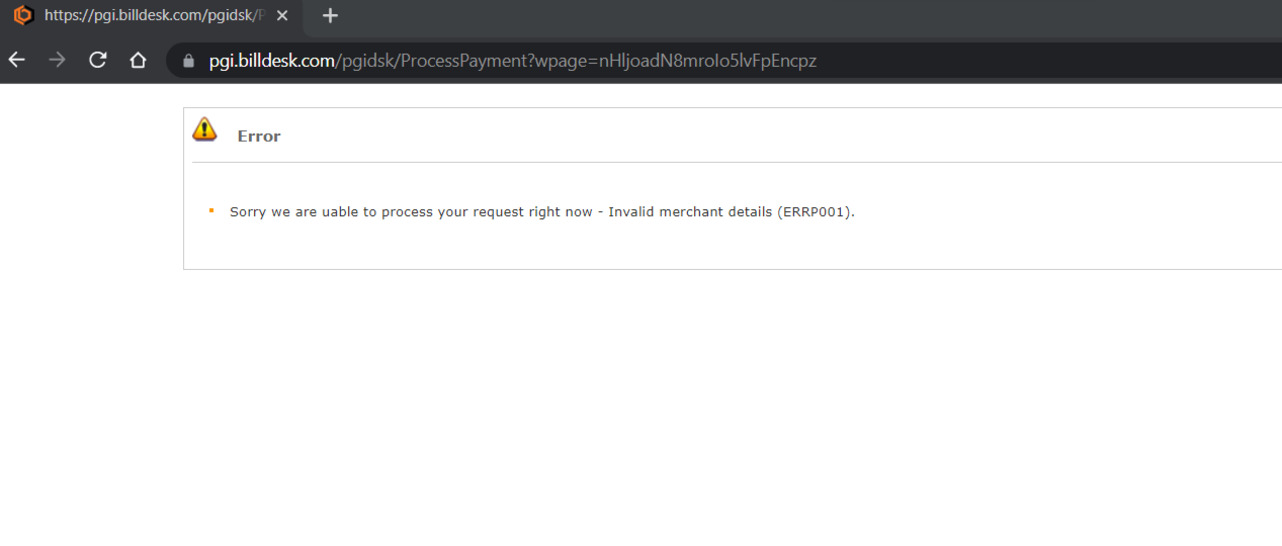 https://pgi.billdesk.com/pgidsk/P
pgi.billdesk.com/pgidsk/ProcessPayment?wpage=nHljoadN8mroIo5lvFpEncpz
Error
Sorry we are uable to process your request right now - Invalid merchant details (ERRP001).